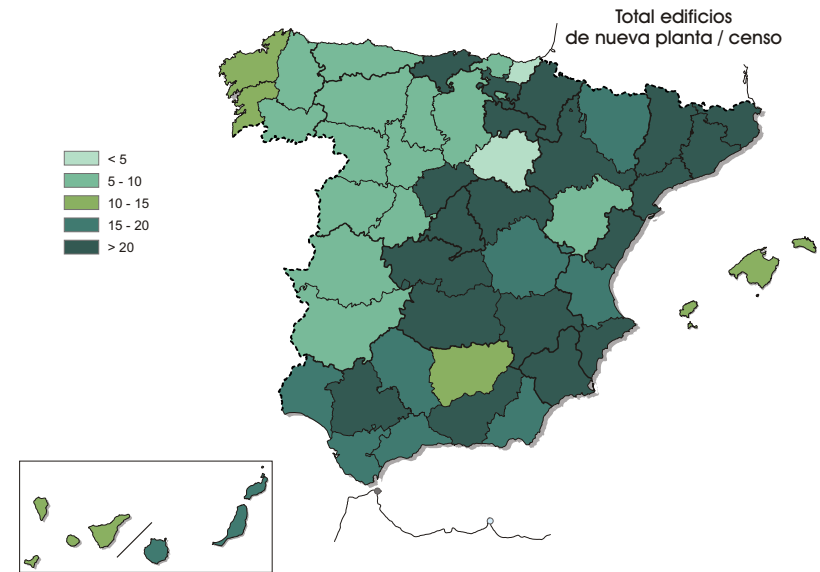 Total edificios
de nueva planta / censo
< 5
5 - 10
10 - 15
15 - 20
> 20